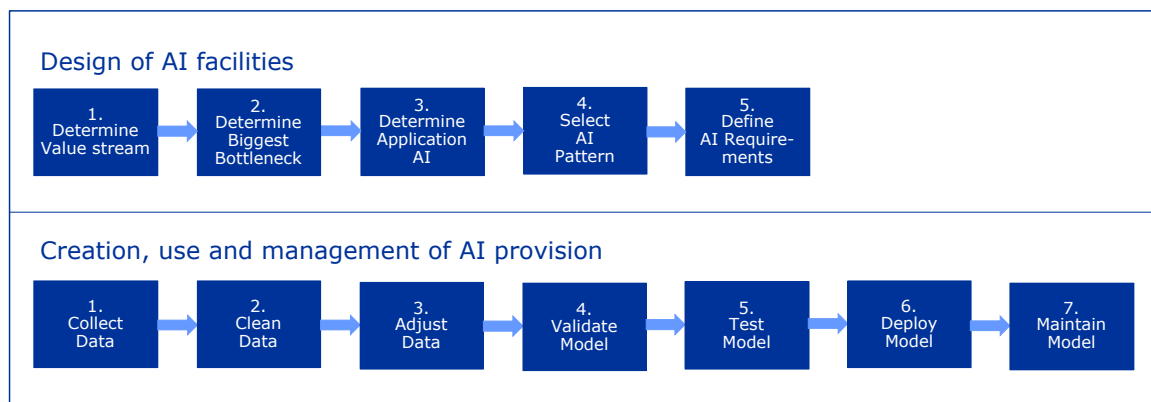 Design of AI facilities
1.
Determine
Value stream
2.
Determine
Biggest
Bottleneck
3.
Determine
Application
AI
4.
Select
AI
Pattern
5.
Define
AI Require-
ments
Creation, use and management of AI provision
1.
Collect
Data
2.
Clean
Data
3.
Adjust
Data
4.
Validate
Model
5.
Test
Model
6.
Deploy
Model
7.
Maintain
Model